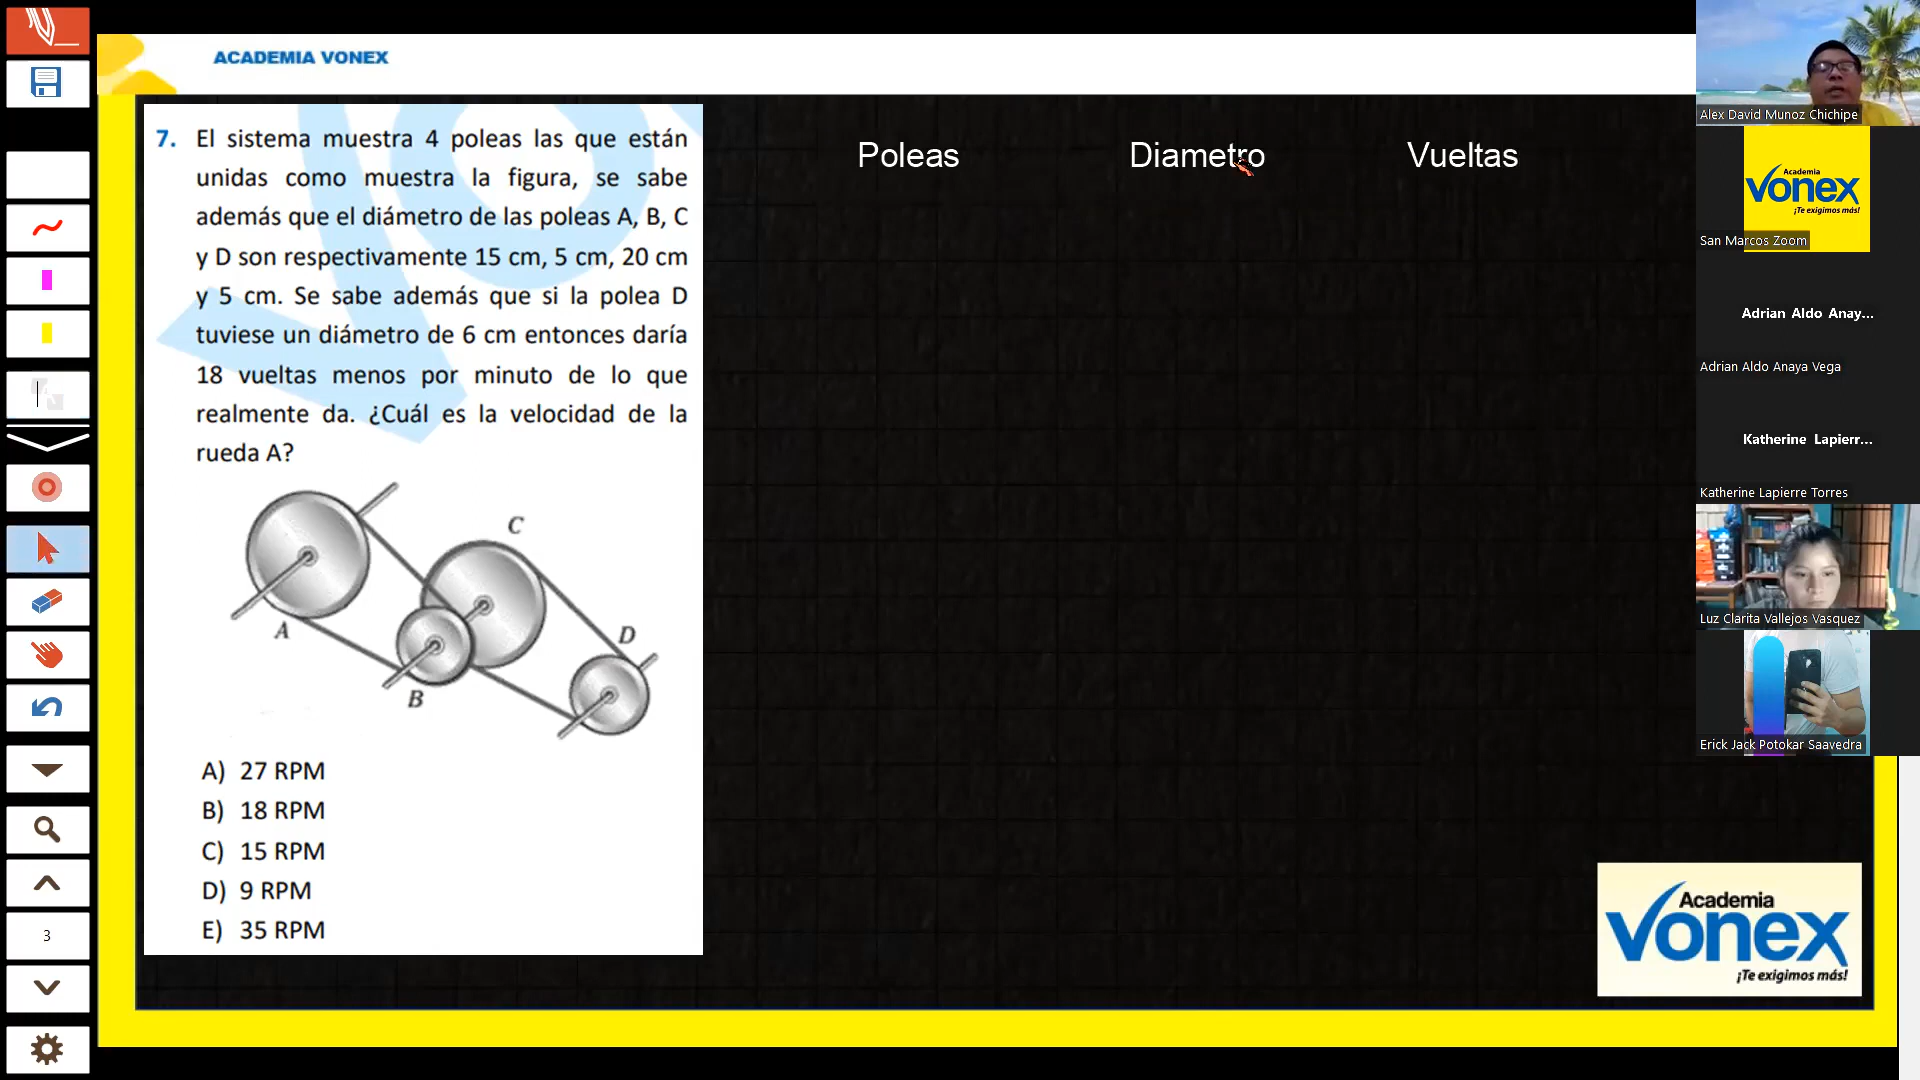 ACADEMIA VONEX
7. El sistema muestra 4 poleas las que están
unidas como muestra la figura, se sabe
además que el diámetro de las poleas A, B, C
y D son respectivamente 15 cm, 5 cm, 20 cm
y 5 cm. Se sabe además que si la polea D
tuviese un diámetro de 6 cm entonces daría
18 vueltas menos por minuto de lo que
realmente da. ¿Cuál es la velocidad de la
rueda A?
A
B
C
D
A) 27 RPM
B) 18 RPM
C) 15 RPM
D) 9 RPM
E) 35 RPM
Poleas Diametro Vueltas
3
Academia
vonex
¡Te exigimos más!
Alex David Munoz Chichipe
Academia
vonex
¡Te exigimos más!
San Marcos Zoom
Adrian Aldo Anay...
Adrian Aldo Anaya Vega
Katherine Lapierr...
Katherine Lapierre Torres
Luz Clarita Vallejos Vasquez
Erick Jack Potokar Saavedra